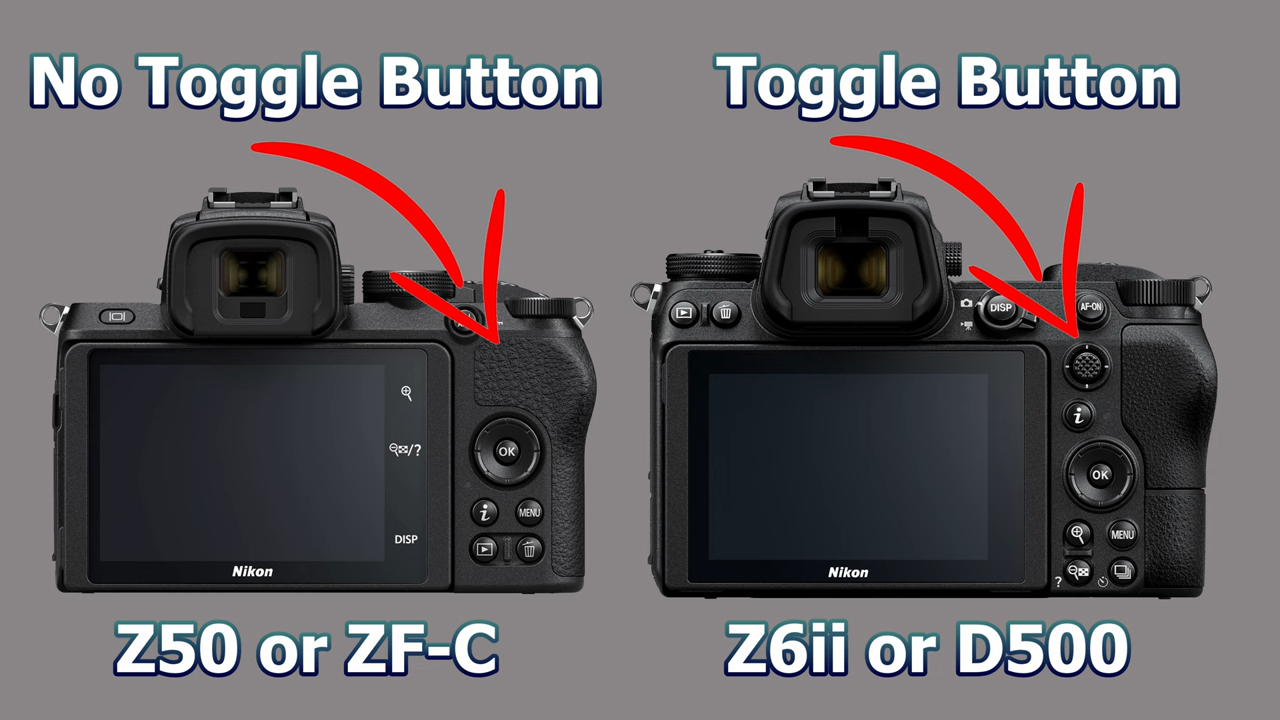 No Toggle Button
Toggle Button
DISP
AF-ON
i
OK
OK
i
MENU
?
DISP
MENU
Nikon
Nikon
?
Z50 or ZF-C
Z6ii or D500